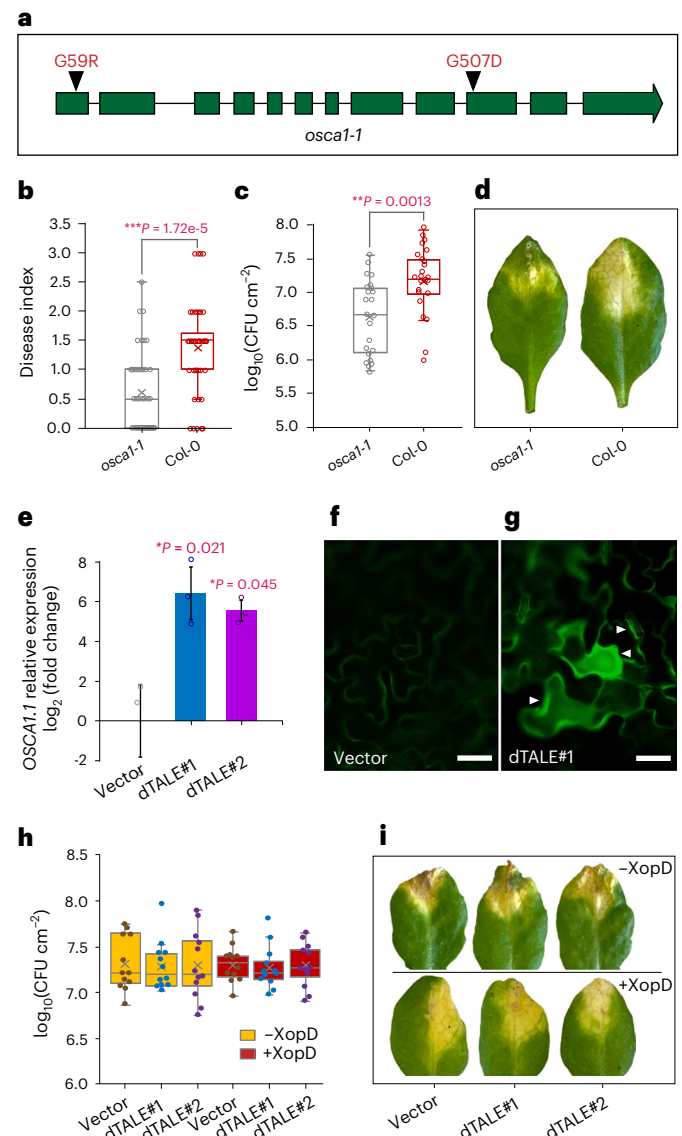 a
G59R
G507D
osca1-1
b
c
d
Disease index
3.5
3.0
2.5
2.0
1.5
1.0
0.5
0.0
***P = 1.72e-5
osca1-1
Col-0
log10(CFU cm−2)
8.0
7.5
7.0
6.5
6.0
5.5
5.0
**P = 0.0013
osca1-1
Col-0
osca1-1
Col-0
e
f
g
OSCA1.1 relative expression
log2 (fold change)
8
6
4
2
0
-2
*P = 0.021
*P = 0.045
Vector
dTALE#1
dTALE#2
Vector
dTALE#1
h
i
log10(CFU cm−2)
8.5
8.0
7.5
7.0
6.5
6.0
−XopD
+XopD
Vector
dTALE#1
dTALE#2
Vector
dTALE#1
dTALE#2
−XopD
+XopD
Vector
dTALE#1
dTALE#2